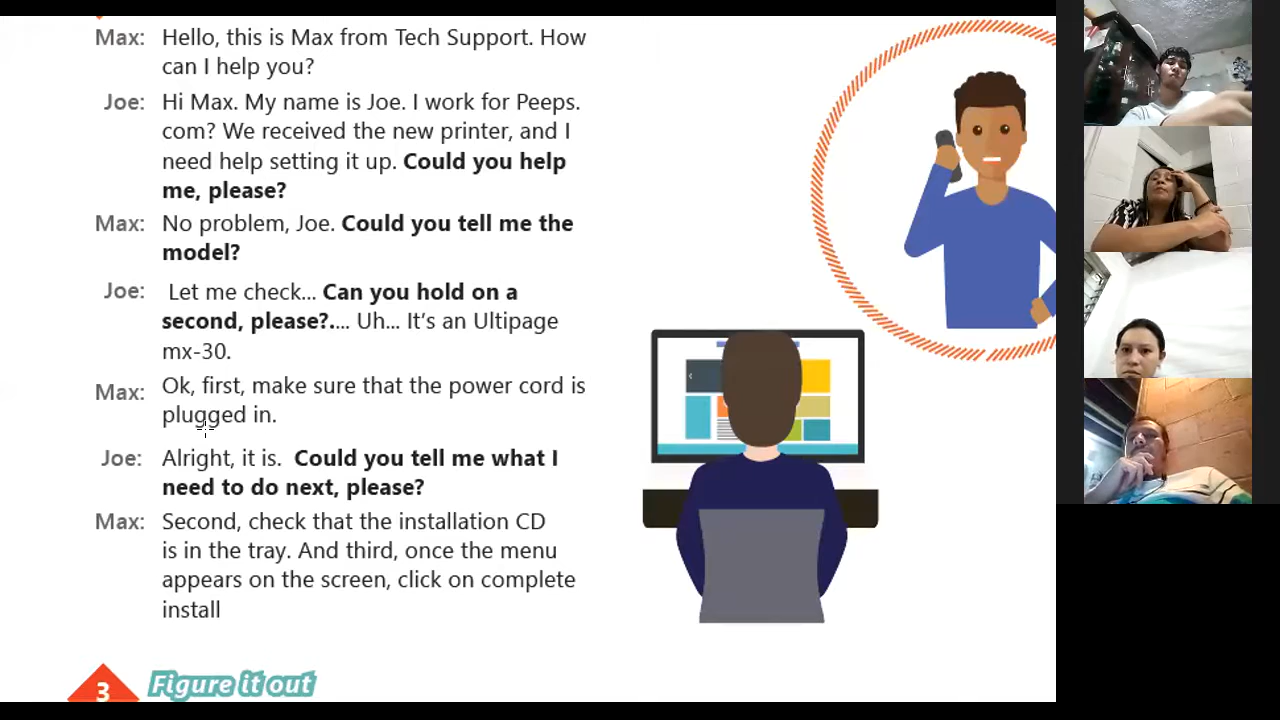 Max: Hello, this is Max from Tech Support. How
can I help you?
Joe: Hi Max. My name is Joe. I work for Peeps.
com? We received the new printer, and I
need help setting it up. Could you help
me, please?
Max: No problem, Joe. Could you tell me the
model?
Joe: Let me check... Can you hold on a
second, please?.... Uh... It's an Ultipage
mx-30.
Max: Ok, first, make sure that the power cord is
plugged in.
Joe: Alright, it is. Could you tell me what I
need to do next, please?
Max: Second, check that the installation CD
is in the tray. And third, once the menu
appears on the screen, click on complete
install
3 Figure it out